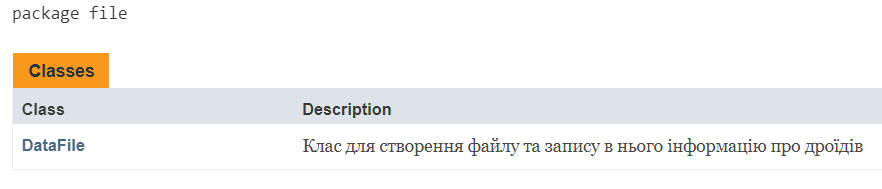 package file
Classes
Class Description
DataFile Клас для створення файлу та запису в нього інформацію про дроїдів